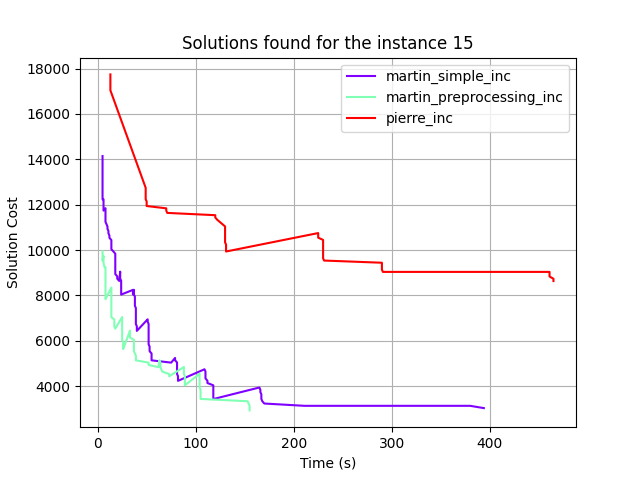 Solutions found for the instance 15
martin_simple_inc
martin_preprocessing_inc
pierre_inc
Solution Cost
18000
16000
14000
12000
10000
8000
6000
4000
0 100 200 300 400
Time (s)